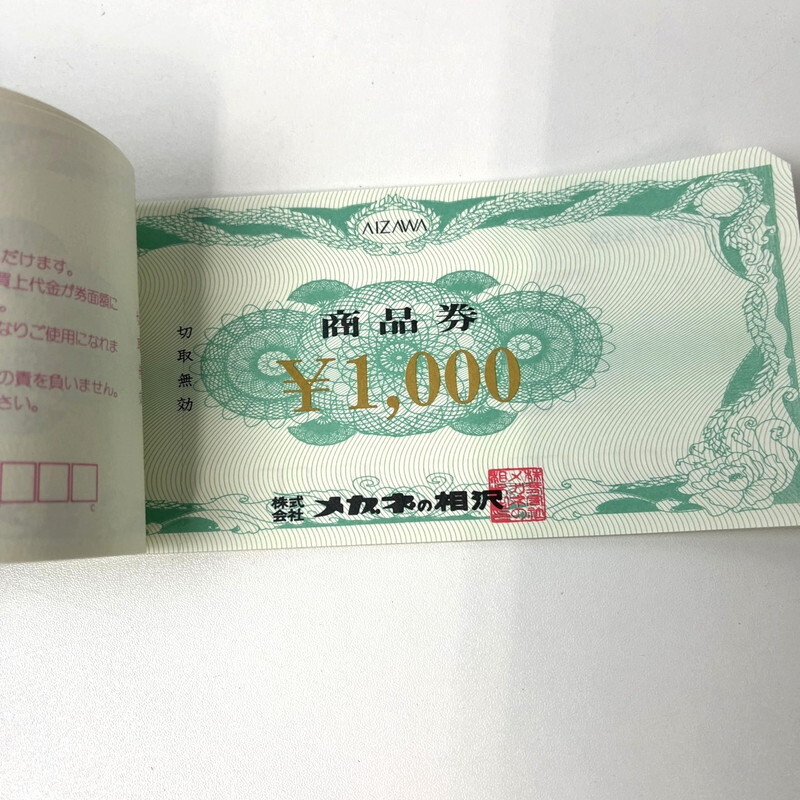 だけます。
買上代金が券面額に
。
なりご使用になれま
の責を負いません。
さい。
C
AIZAWA
商品券
¥1,000
切取無効
株式会社 メガネの相沢